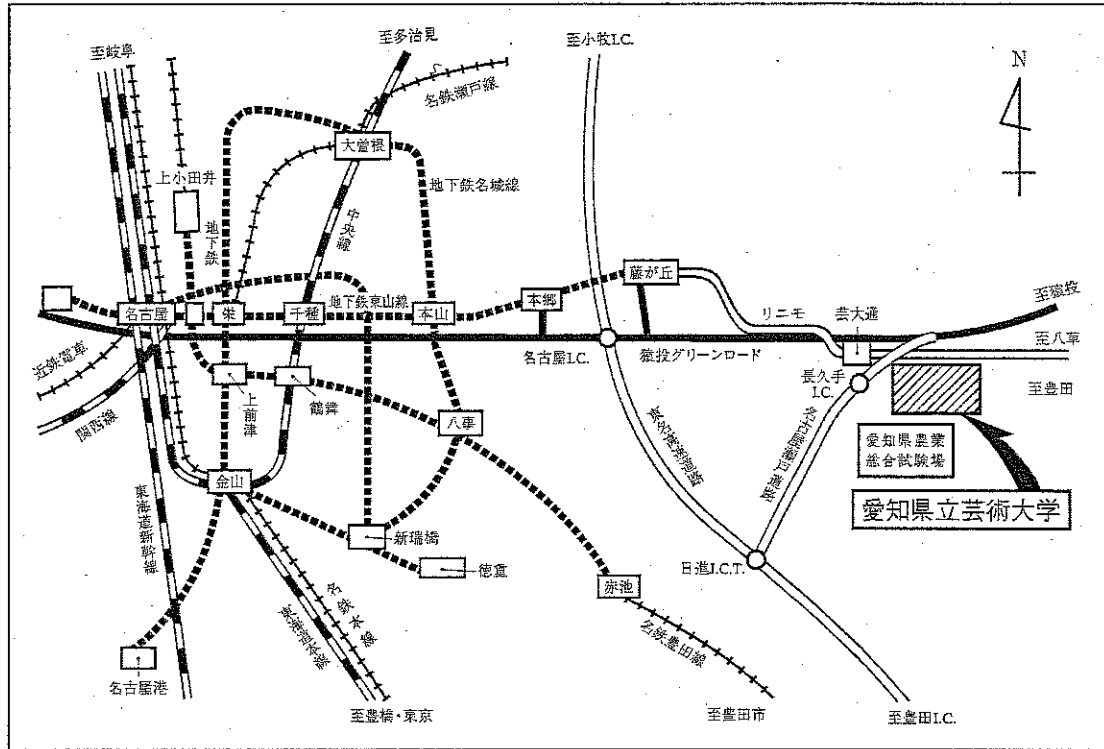 至岐阜
至多治見
至小牧I.C.
N
名鉄瀬戸線
大曽根
上小田井
地下鉄名城線
地下鉄
中央線
藤が丘
地下鉄東山線
本郷
名古屋
栄
千種
本山
リニモ
芸大通
至猿投
至八草
近鉄電車
名古屋I.C.
猿投グリーンロード
長久手
I.C.
至豊田
関西線
上前津
鶴舞
八事
東名高速道路
名古屋瀬戸道路
愛知県農業
総合試験場
金山
愛知県立芸術大学
東海道新幹線
新瑞橋
徳重
日進J.C.T.
赤池
名鉄本線
東海道本線
名鉄豊田線
名古屋港
至豊橋・東京
至豊田市
至豊田I.C.